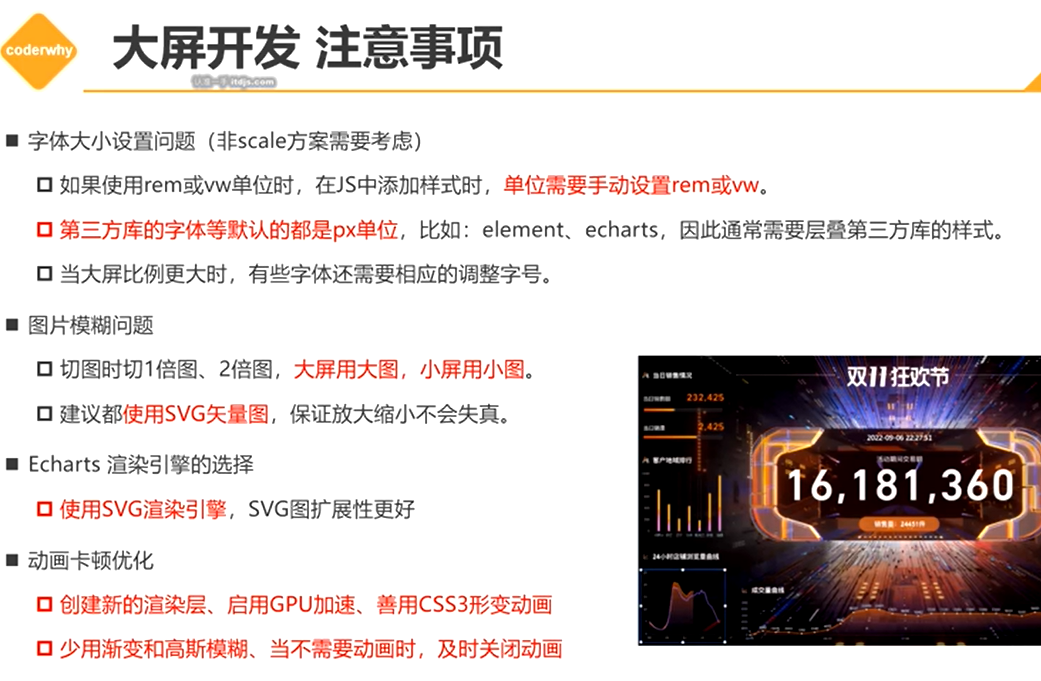 coderwhy
大屏开发 注意事项
itdjs.com
字体大小设置问题（非scale方案需要考虑）
如果使用rem或vw单位时，在JS中添加样式时，单位需要手动设置rem或vw。
第三方库的字体等默认的都是px单位，比如：element、echarts，因此通常需要层叠第三方库的样式。
当大屏比例更大时，有些字体还需要相应的调整字号。
图片模糊问题
切图时切1倍图、2倍图，大屏用大图，小屏用小图。
建议都使用SVG矢量图，保证放大缩小不会失真。
Echarts 渲染引擎的选择
使用SVG渲染引擎，SVG图扩展性更好
动画卡顿优化
创建新的渲染层、启用GPU加速、善用CSS3形变动画
少用渐变和高斯模糊、当不需要动画时，及时关闭动画
双11狂欢节
当日销售情况
232,425
2,425
2022-09-06 22:27:51
活动期间交易额
16,181,360
销售量：24451件
客户地域排行
24小时店铺浏览量曲线
成交量曲线